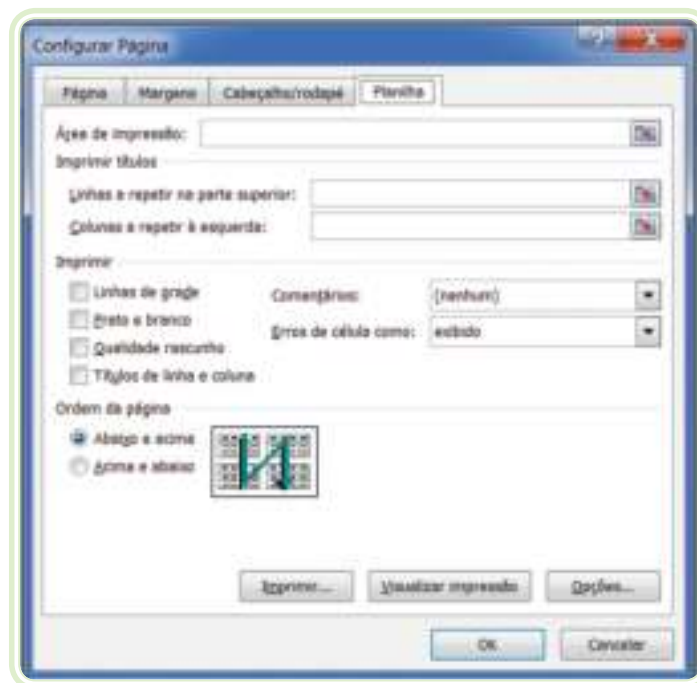 Configurar Página
Página Margens Cabeçalho/rodapé Planilha
Área de impressão:
Imprimir títulos
Linhas a repetir na parte superior:
Colunas a repetir à esquerda:
Imprimir
Linhas de grade Comentários: (nenhum)
Preto e branco Erros de célula como: exibido
Qualidade rascunho
Títulos de linha e coluna
Ordem da página
Abaixo e acima
Acima e abaixo
Imprimir... Visualizar impressão Opções...
OK Cancelar